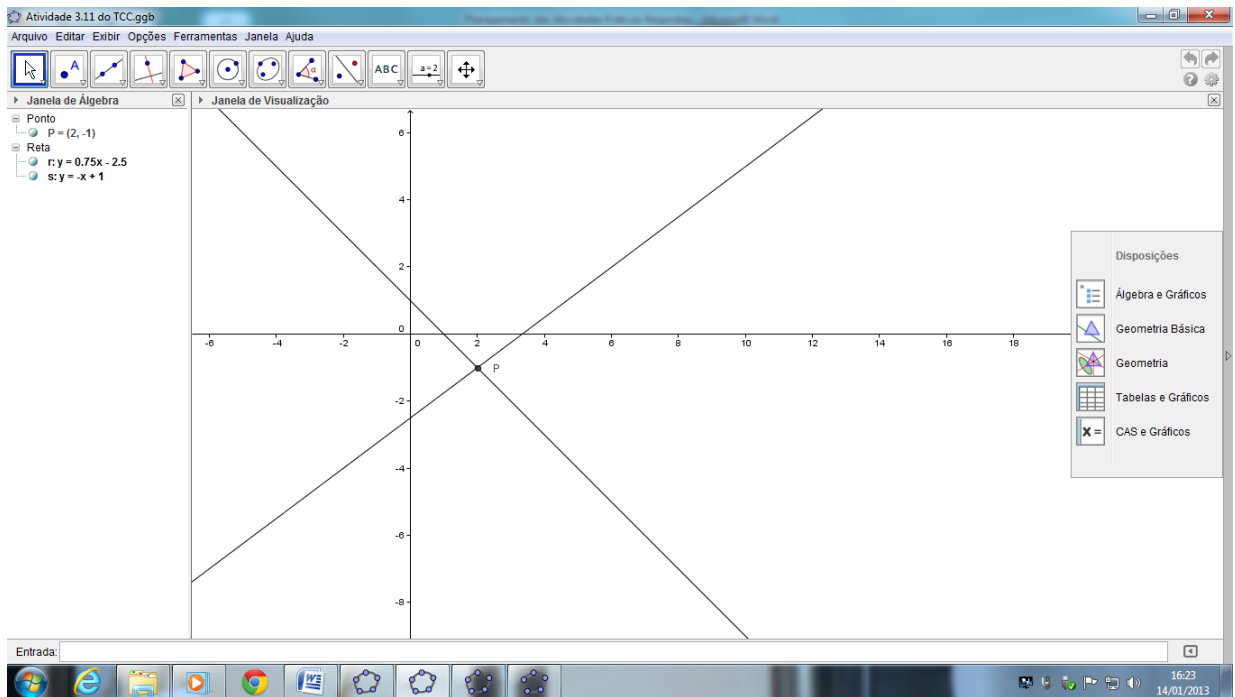 Atividade 3.11 do TCC.ggb
Arquivo Editar Exibir Opções Ferramentas Janela Ajuda
A
α
ABC
a=2
Janela de Álgebra
Janela de Visualização
Ponto
P = (2, -1)
Reta
r: y = 0.75x - 2.5
s: y = -x + 1
6
4
2
0
-6 -4 -2 0 2 4 6 8 10 12 14 16 18
P
-2
-4
-6
-8
Disposições
Álgebra e Gráficos
Geometria Básica
Geometria
Tabelas e Gráficos
X = CAS e Gráficos
Entrada:
16:23
14/01/2013